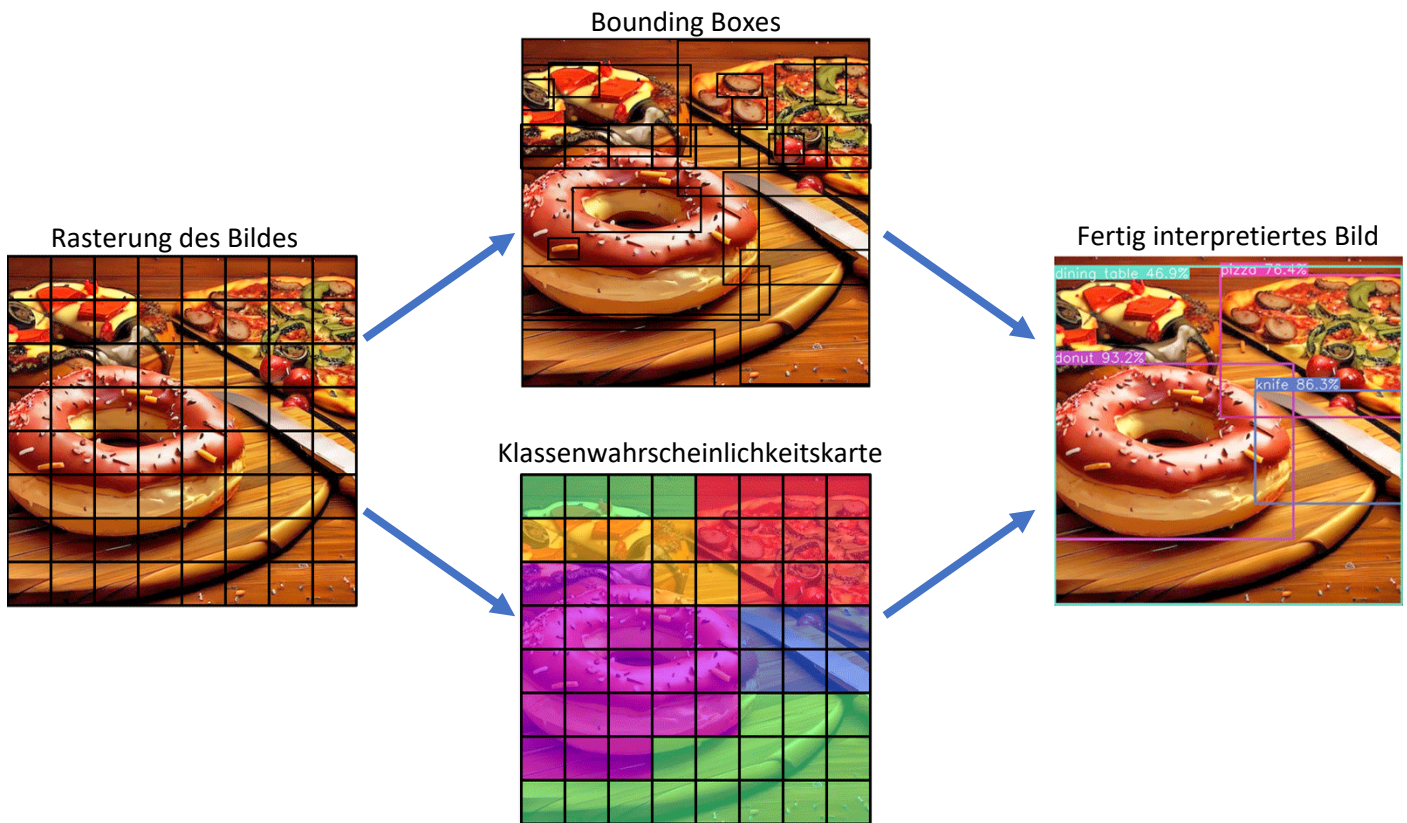 Bounding Boxes
Rasterung des Bildes
Fertig interpretiertes Bild
dining table 46.9%
pizza 76.4%
donut 93.2%
knife 86.3%
Klassenwahrscheinlichkeitskarte